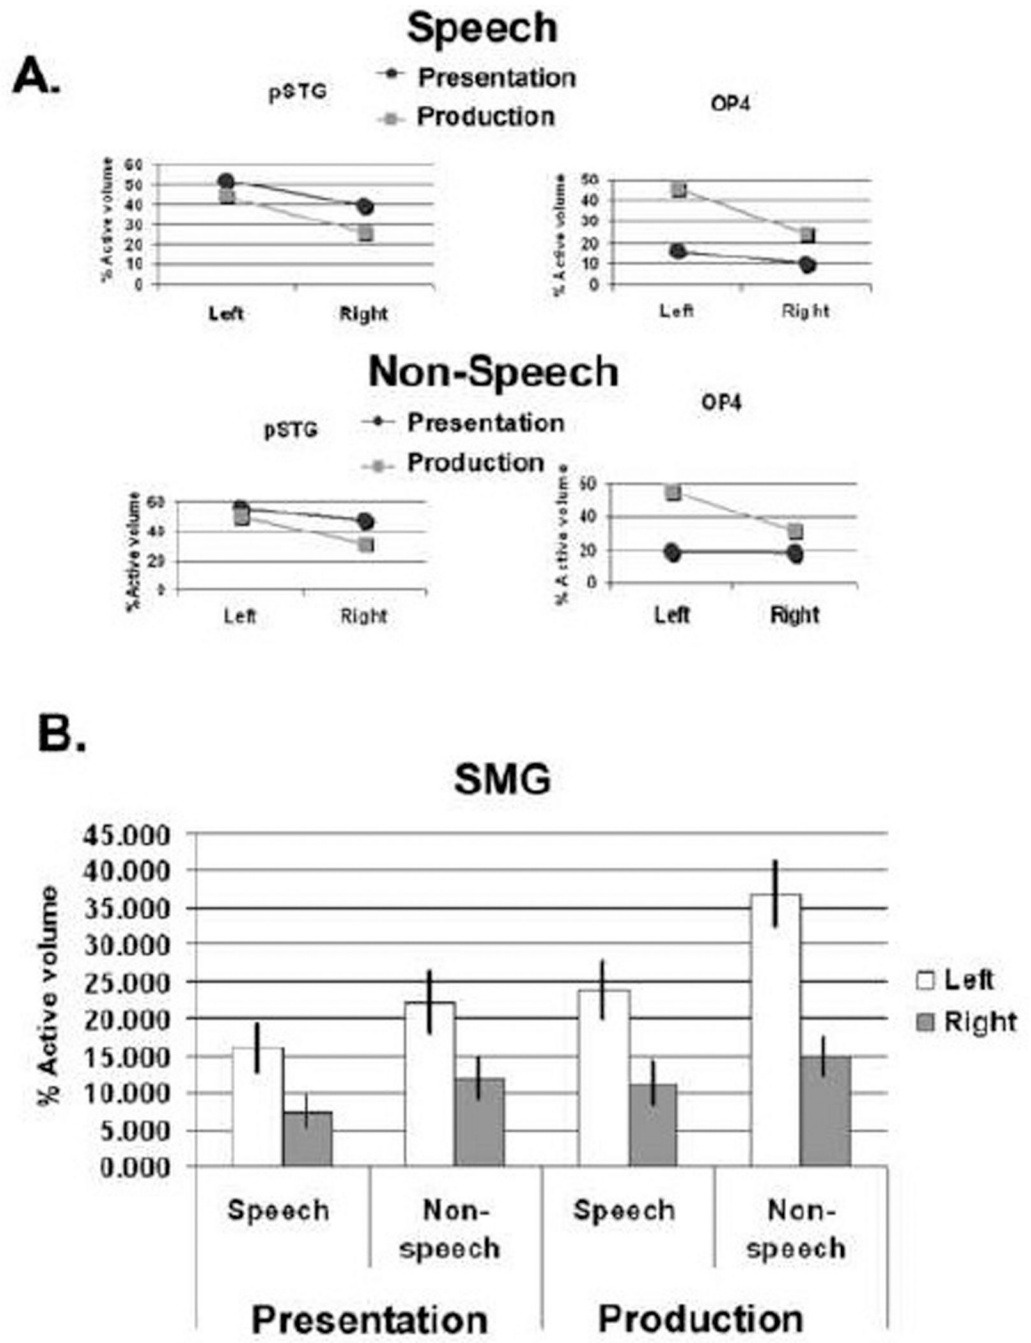 Speech
A.
pSTG
Presentation
Production
OP4
% Active volume
60
50
40
30
20
10
0
Left
Right
% Active volume
50
40
30
20
10
0
Left
Right
Non-Speech
pSTG
Presentation
Production
OP4
%Active volume
60
40
20
0
Left
Right
% Active volume
60
40
20
0
Left
Right
B.
SMG
% Active volume
45.000
40.000
35.000
30.000
25.000
20.000
15.000
10.000
5.000
0.000
Left
Right
Speech
Non-
speech
Speech
Non-
speech
Presentation
Production